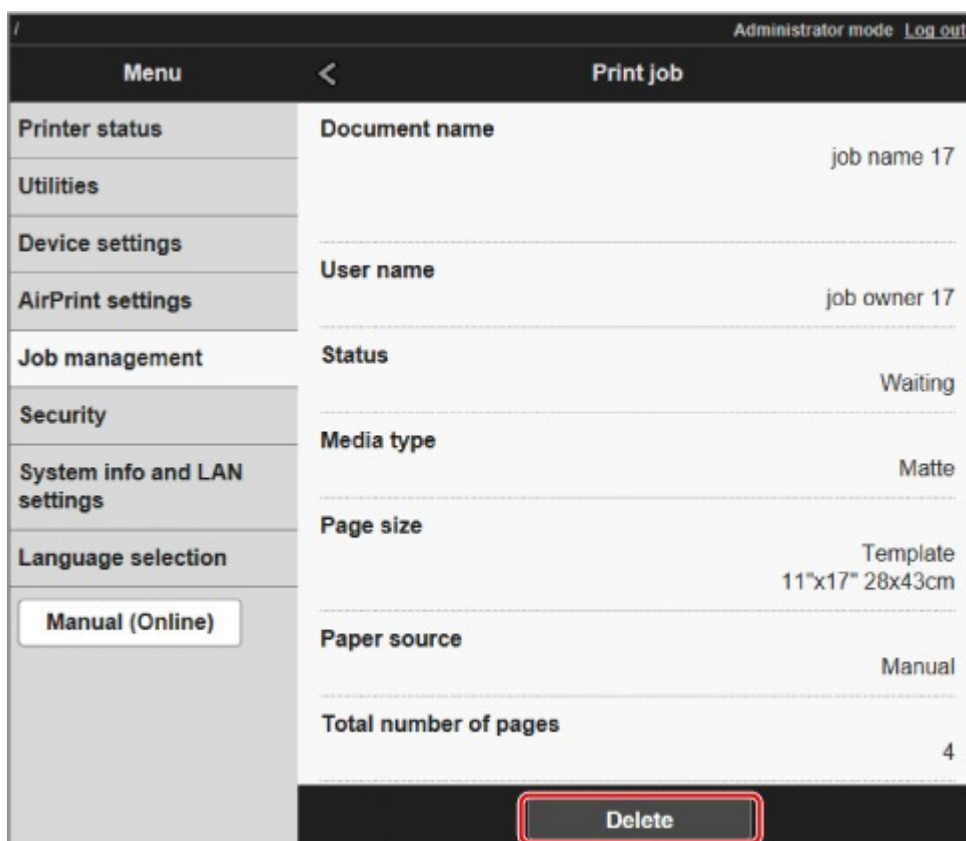 /
Administrator mode Log out
Menu
<
Print job
Printer status
Utilities
Device settings
AirPrint settings
Job management
Security
System info and LAN
settings
Language selection
Manual (Online)
Document name
job name 17
User name
job owner 17
Status
Waiting
Media type
Matte
Page size
Template
11"x17" 28x43cm
Paper source
Manual
Total number of pages
4
Delete